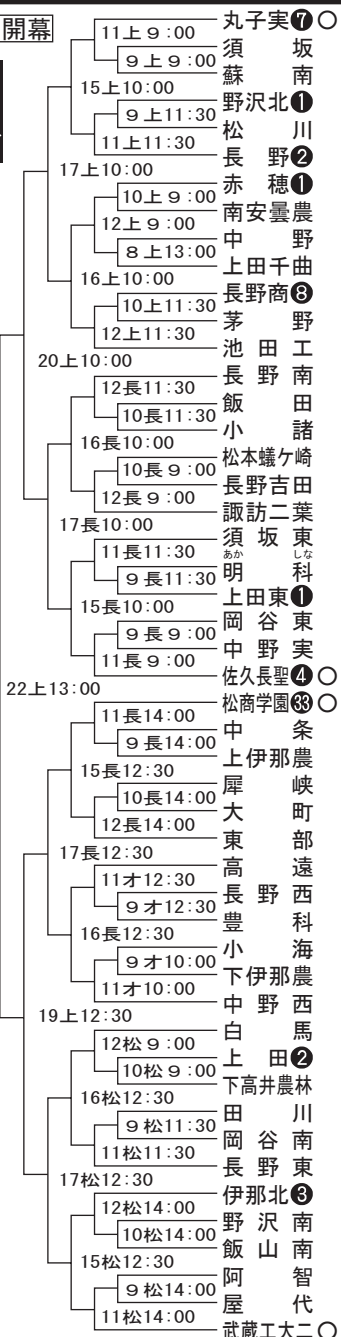 開幕
丸子実❼○
11上9:00
須坂
9上9:00
蘇南
15上10:00
野沢北❶
9上11:30
松川
11上11:30
長野❷
17上10:00
赤穂❶
10上9:00
南安曇農
12上9:00
中野
8上13:00
上田千曲
16上10:00
長野商❽
10上11:30
茅野
12上11:30
池田工
20上10:00
長野南
12長11:30
飯田
10長11:30
小諸
16長10:00
松本蟻ケ崎
10長9:00
長野吉田
12長9:00
諏訪二葉
17長10:00
須坂東
11長11:30
あか しな
明科
9長11:30
上田東❶
15長10:00
岡谷東
9長9:00
中野実
11長9:00
佐久長聖❹○
22上13:00
松商学園㉝○
11長14:00
中条
9長14:00
上伊那農
15長12:30
犀峡
10長14:00
大町
12長14:00
東部
17長12:30
高遠
11オ12:30
長野西
9オ12:30
豊科
16長12:30
小海
9オ10:00
下伊那農
11オ10:00
中野西
19上12:30
白馬
12松9:00
上田❷
10松9:00
下高井農林
16松12:30
田川
9松11:30
岡谷南
11松11:30
長野東
17松12:30
伊那北❸
12松14:00
野沢南
10松14:00
飯山南
15松12:30
阿智
9松14:00
屋代
11松14:00
武蔵工大二○